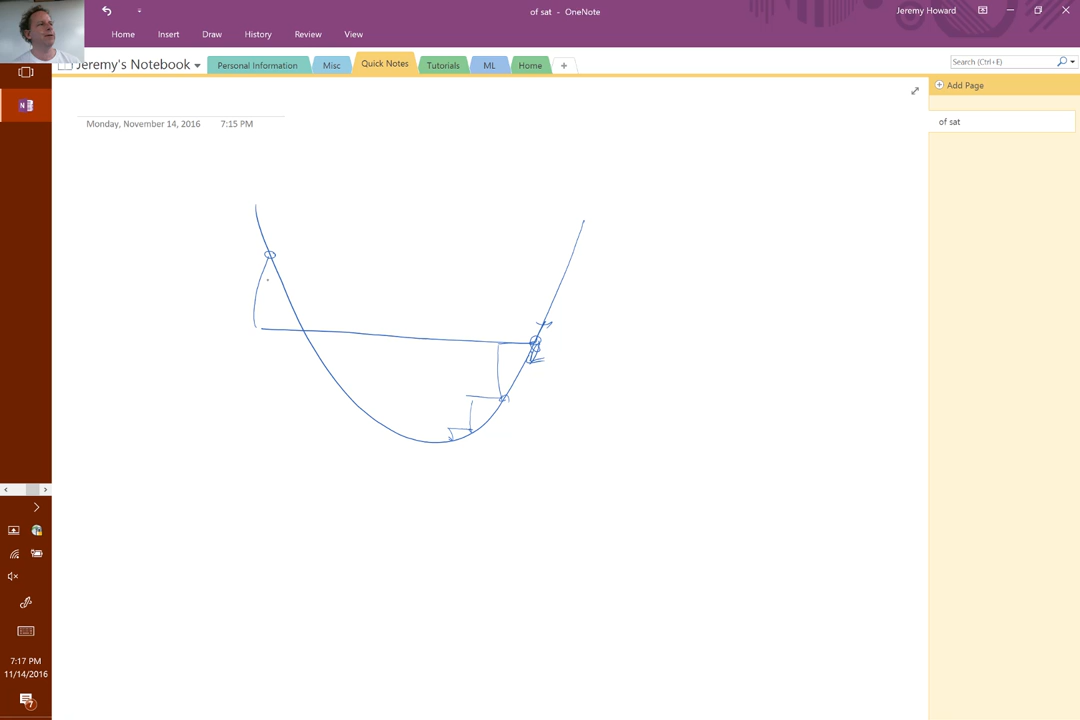 of sat - OneNote
Jeremy Howard
Home Insert Draw History Review View
Jeremy's Notebook
Personal Information Misc Quick Notes Tutorials ML Home +
Search (Ctrl+E)
Add Page
of sat
Monday, November 14, 2016 7:15 PM
N
7:17 PM
11/14/2016
7